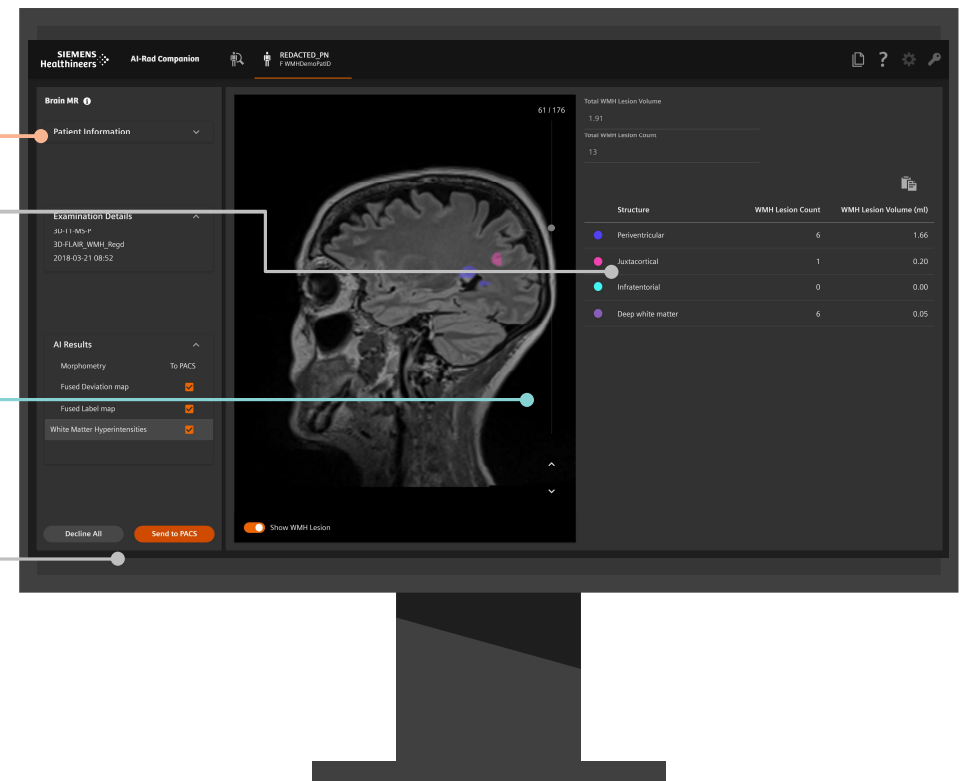 SIEMENS
Healthineers
AI-Rad Companion
REDACTED_PN
F WMHDemoPatID
?
Brain MR
Patient Information
Examination Details
3D-T1-MS-P
3D-FLAIR_WMH_Regd
2018-03-21 08:52
AI Results
Morphometry To PACS
Fused Deviation map
Fused Label map
White Matter Hyperintensities
Decline All Send to PACS
61 / 176
Show WMH Lesion
Total WMH Lesion Volume
1.91
Total WMH Lesion Count
13
Structure WMH Lesion Count WMH Lesion Volume (ml)
Periventricular 6 1.66
Juxtacortical 1 0.20
Infratentorial 0 0.00
Deep white matter 6 0.05